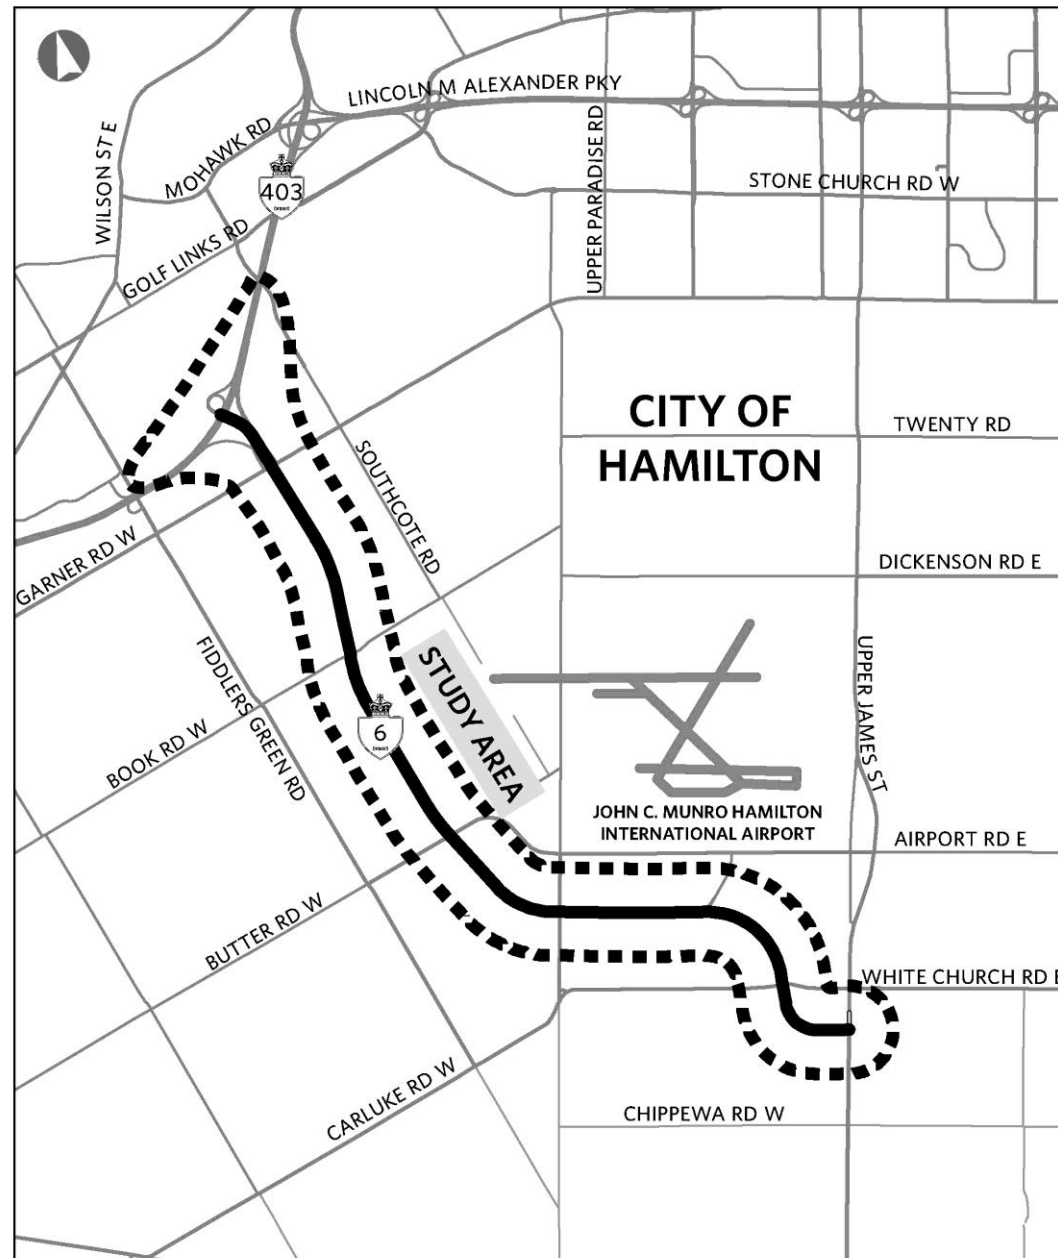 LINCOLN M ALEXANDER PKY
WILSON ST E
MOHAWK RD
403
UPPER PARADISE RD
STONE CHURCH RD W
GOLF LINKS RD
CITY OF
HAMILTON
TWENTY RD
SOUTHCOTE RD
GARNER RD W
DICKENSON RD E
FIDDLERS GREEN RD
STUDY AREA
UPPER JAMES ST
6
BOOK RD W
JOHN C. MUNRO HAMILTON
INTERNATIONAL AIRPORT
AIRPORT RD E
BUTTER RD W
WHITE CHURCH RD E
CARLUKE RD W
CHIPPEWA RD W